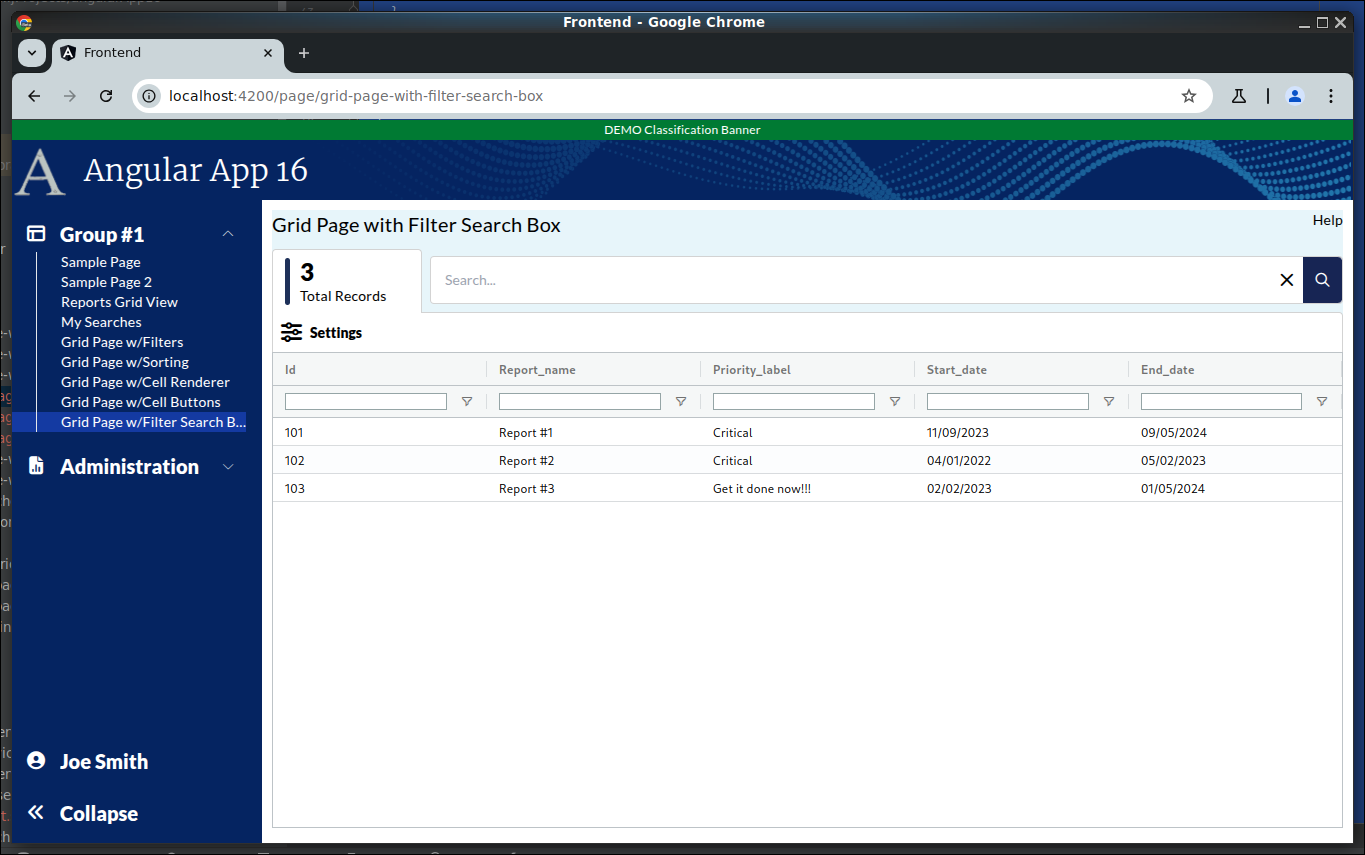 Frontend - Google Chrome
Frontend
localhost:4200/page/grid-page-with-filter-search-box
DEMO Classification Banner
A Angular App 16
Group #1
Sample Page
Sample Page 2
Reports Grid View
My Searches
Grid Page w/Filters
Grid Page w/Sorting
Grid Page w/Cell Renderer
Grid Page w/Cell Buttons
Grid Page w/Filter Search B...
Administration
Joe Smith
Collapse
Grid Page with Filter Search Box
Help
3
Total Records
Search...
Settings
Id Report_name Priority_label Start_date End_date
101 Report #1 Critical 11/09/2023 09/05/2024
102 Report #2 Critical 04/01/2022 05/02/2023
103 Report #3 Get it done now!!! 02/02/2023 01/05/2024